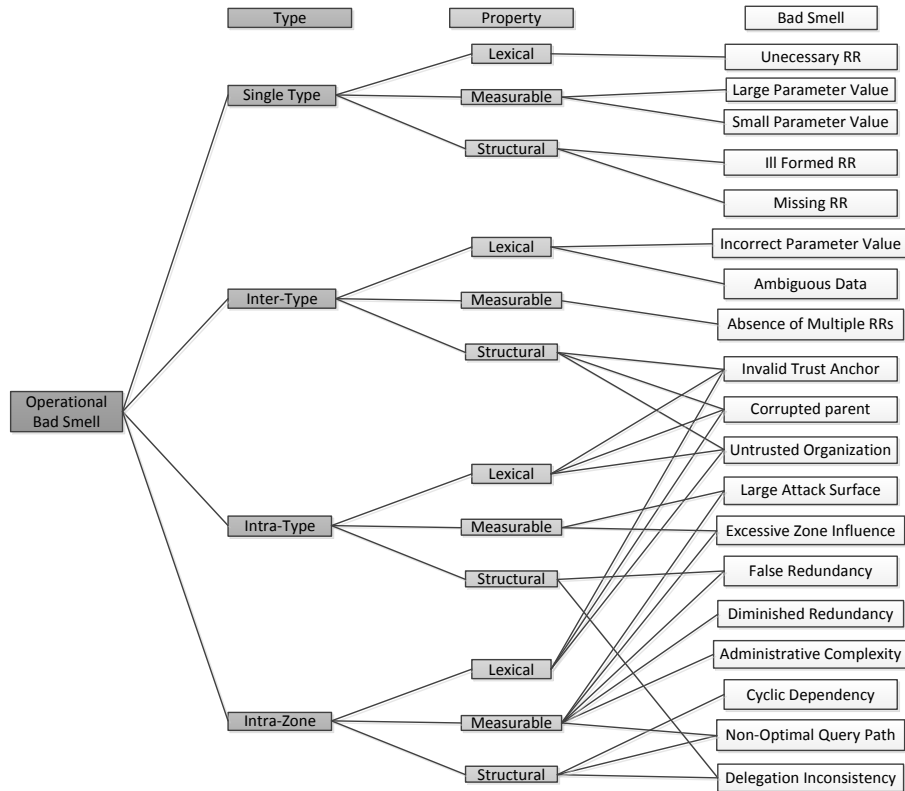 Type
Property
Bad Smell
Operational
Bad Smell
Single Type
Lexical
Unecessary RR
Measurable
Large Parameter Value
Small Parameter Value
Structural
Ill Formed RR
Missing RR
Inter-Type
Lexical
Incorrect Parameter Value
Ambiguous Data
Measurable
Absence of Multiple RRs
Structural
Invalid Trust Anchor
Corrupted parent
Untrusted Organization
Intra-Type
Lexical
Measurable
Large Attack Surface
Excessive Zone Influence
Structural
False Redundancy
Diminished Redundancy
Intra-Zone
Lexical
Administrative Complexity
Measurable
Cyclic Dependency
Non-Optimal Query Path
Structural
Delegation Inconsistency